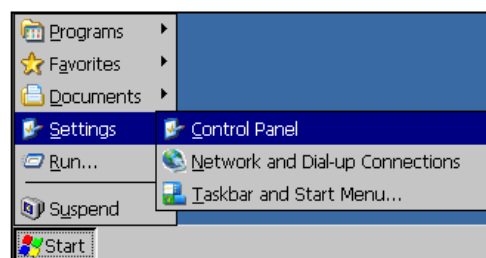 Programs
Favorites
Documents
Settings
Control Panel
Run...
Network and Dial-up Connections
Taskbar and Start Menu...
Suspend
Start